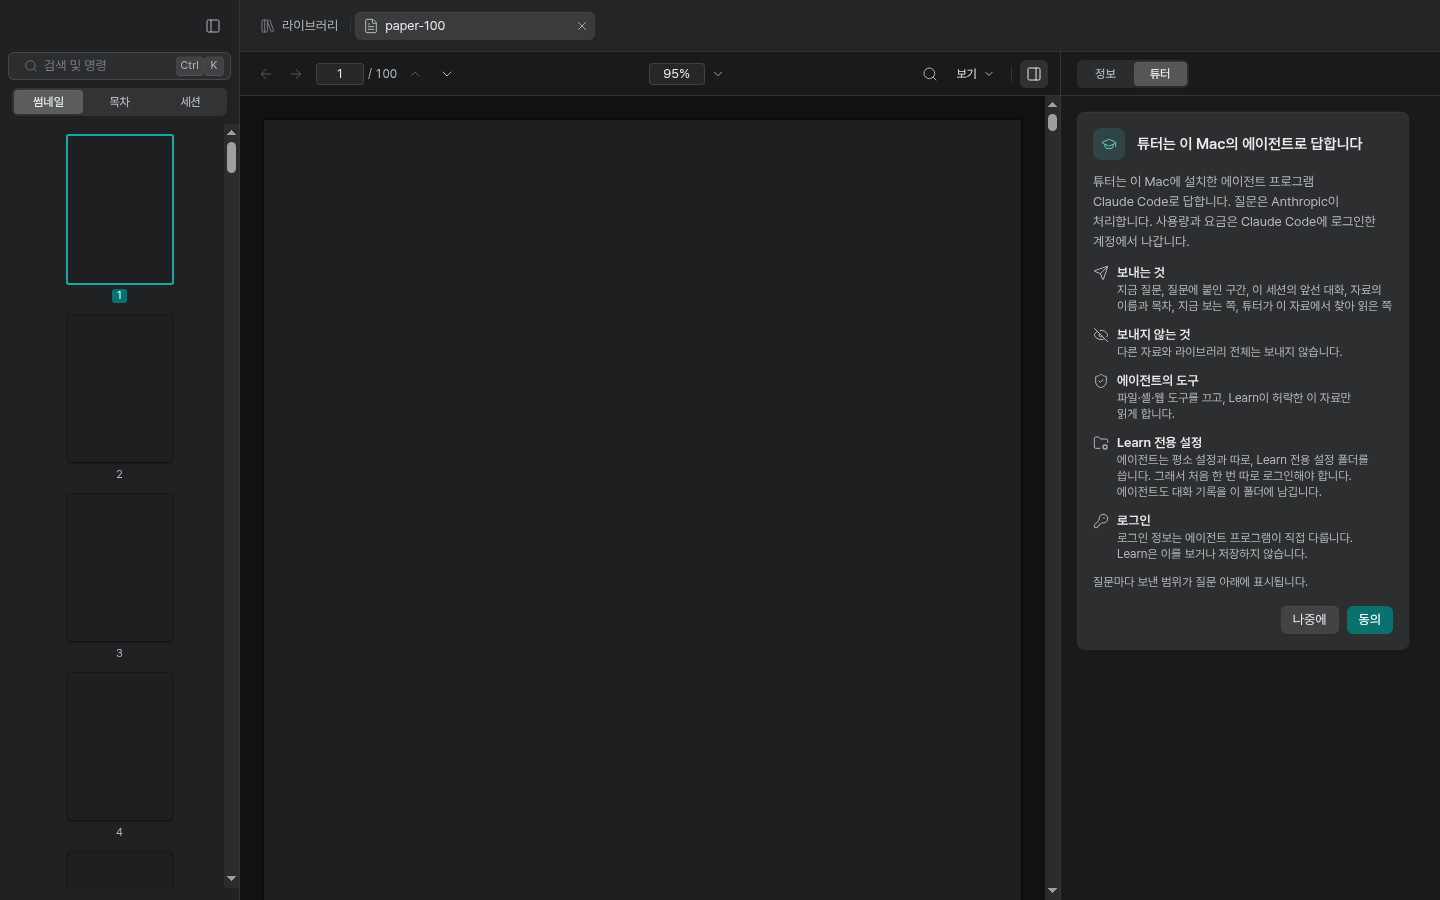 라이브러리
paper-100
검색 및 명령
Ctrl K
썸네일 목차 세션
1 / 100
95%
보기
정보 튜터
1
2
3
4
튜터는 이 Mac의 에이전트로 답합니다
튜터는 이 Mac에 설치한 에이전트 프로그램
Claude Code로 답합니다. 질문은 Anthropic이
처리합니다. 사용량과 요금은 Claude Code에 로그인한
계정에서 나갑니다.
보내는 것
지금 질문, 질문에 붙인 구간, 이 세션의 앞선 대화, 자료의
이름과 목차, 지금 보는 쪽, 튜터가 이 자료에서 찾아 읽은 쪽
보내지 않는 것
다른 자료와 라이브러리 전체는 보내지 않습니다.
에이전트의 도구
파일·셸·웹 도구를 끄고, Learn이 허락한 이 자료만
읽게 합니다.
Learn 전용 설정
에이전트는 평소 설정과 따로, Learn 전용 설정 폴더를
씁니다. 그래서 처음 한 번 따로 로그인해야 합니다.
에이전트도 대화 기록을 이 폴더에 남깁니다.
로그인
로그인 정보는 에이전트 프로그램이 직접 다룹니다.
Learn은 이를 보거나 저장하지 않습니다.
질문마다 보낸 범위가 질문 아래에 표시됩니다.
나중에 동의